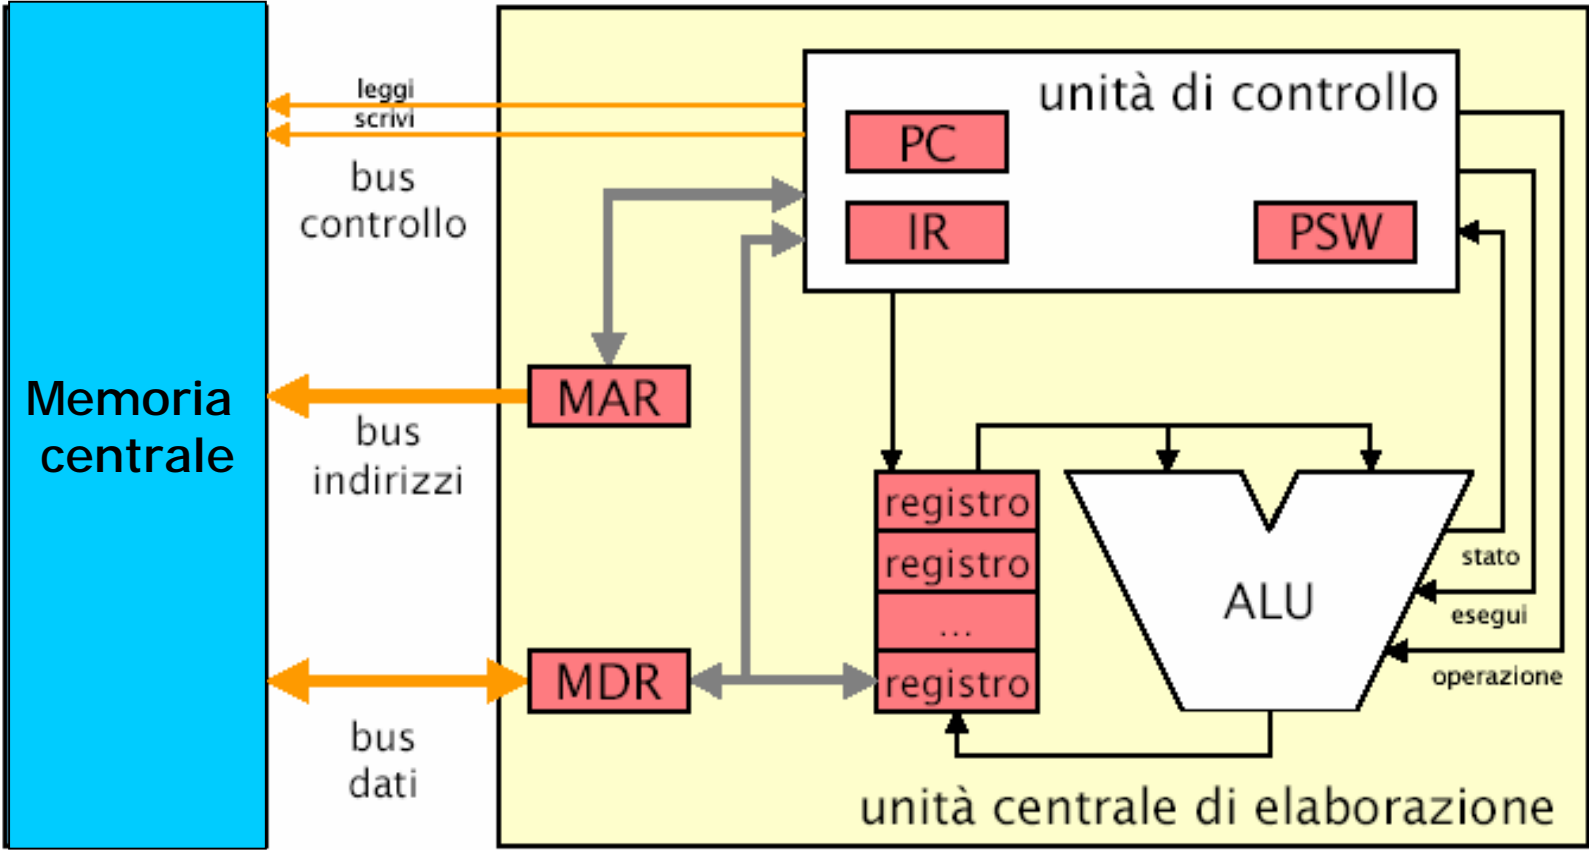 Memoria
centrale
leggi
scrivi
bus
controllo
bus
indirizzi
bus
dati
unità di controllo
PC
IR
PSW
MAR
MDR
registro
registro
...
registro
ALU
stato
esegui
operazione
unità centrale di elaborazione